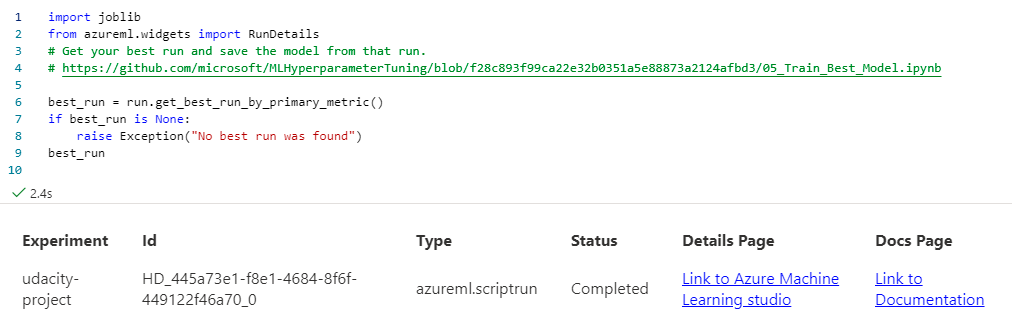 1 import joblib
2 from azureml.widgets import RunDetails
3 # Get your best run and save the model from that run.
4 # https://github.com/microsoft/MLHyperparameterTuning/blob/f28c893f99ca22e32b0351a5e88873a2124afbd3/05_Train_Best_Model.ipynb
5
6 best_run = run.get_best_run_by_primary_metric()
7 if best_run is None:
8     raise Exception("No best run was found")
9 best_run
10
2.4s
Experiment Id Type Status Details Page Docs Page
udacity- HD_445a73e1-f8e1-4684-8f6f- azureml.scriptrun Completed Link to Azure Machine Link to
project 449122f46a70_0 Learning studio Documentation